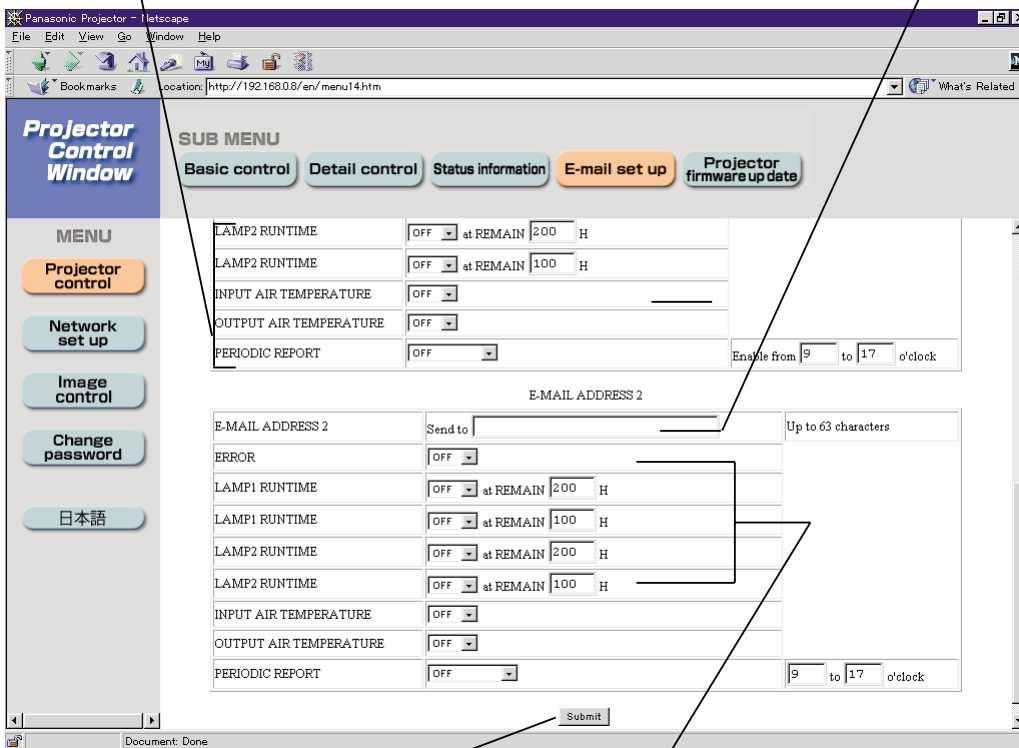 Panasonic Projector - Netscape
File Edit View Go Window Help
My
Bookmarks Location: http://192.168.0.8/en/menu14.htm What's Related
Projector Control Window
SUB MENU
Basic control Detail control Status information E-mail set up Projector firmware up date
MENU
Projector control
Network set up
Image control
Change password
日本語
LAMP2 RUNTIME OFF at REMAIN 200 H
LAMP2 RUNTIME OFF at REMAIN 100 H
INPUT AIR TEMPERATURE OFF
OUTPUT AIR TEMPERATURE OFF
PERIODIC REPORT OFF Enable from 9 to 17 o'clock
E-MAIL ADDRESS 2
E-MAIL ADDRESS 2 Send to Up to 63 characters
ERROR OFF
LAMP1 RUNTIME OFF at REMAIN 200 H
LAMP1 RUNTIME OFF at REMAIN 100 H
LAMP2 RUNTIME OFF at REMAIN 200 H
LAMP2 RUNTIME OFF at REMAIN 100 H
INPUT AIR TEMPERATURE OFF
OUTPUT AIR TEMPERATURE OFF
PERIODIC REPORT OFF 9 to 17 o'clock
Submit
Document: Done